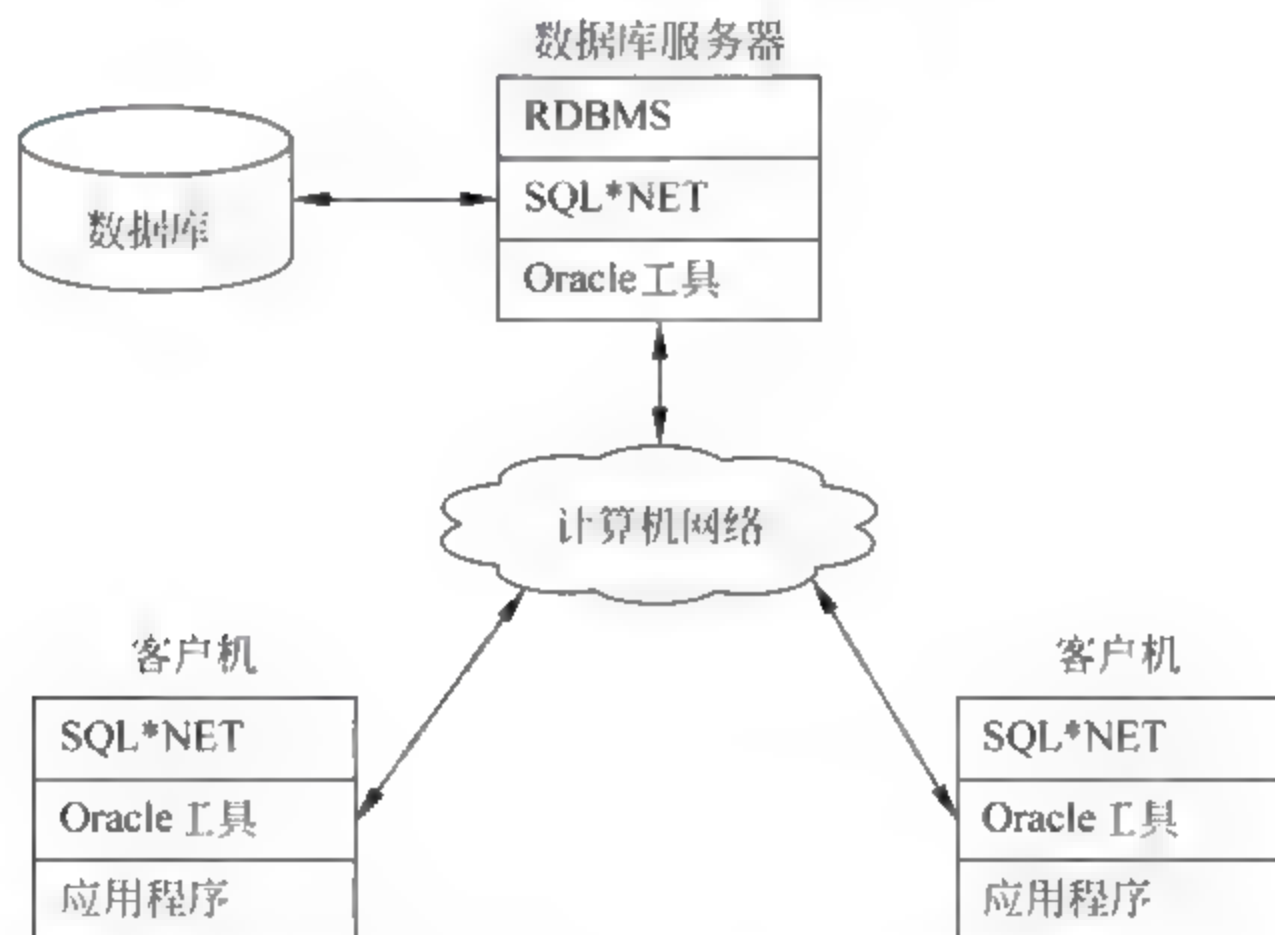 数据库服务器
RDBMS
SQL*NET
Oracle工具
数据库
计算机网络
客户机
SQL*NET
Oracle 工具
应用程序
客户机
SQL*NET
Oracle 工具
应用程序